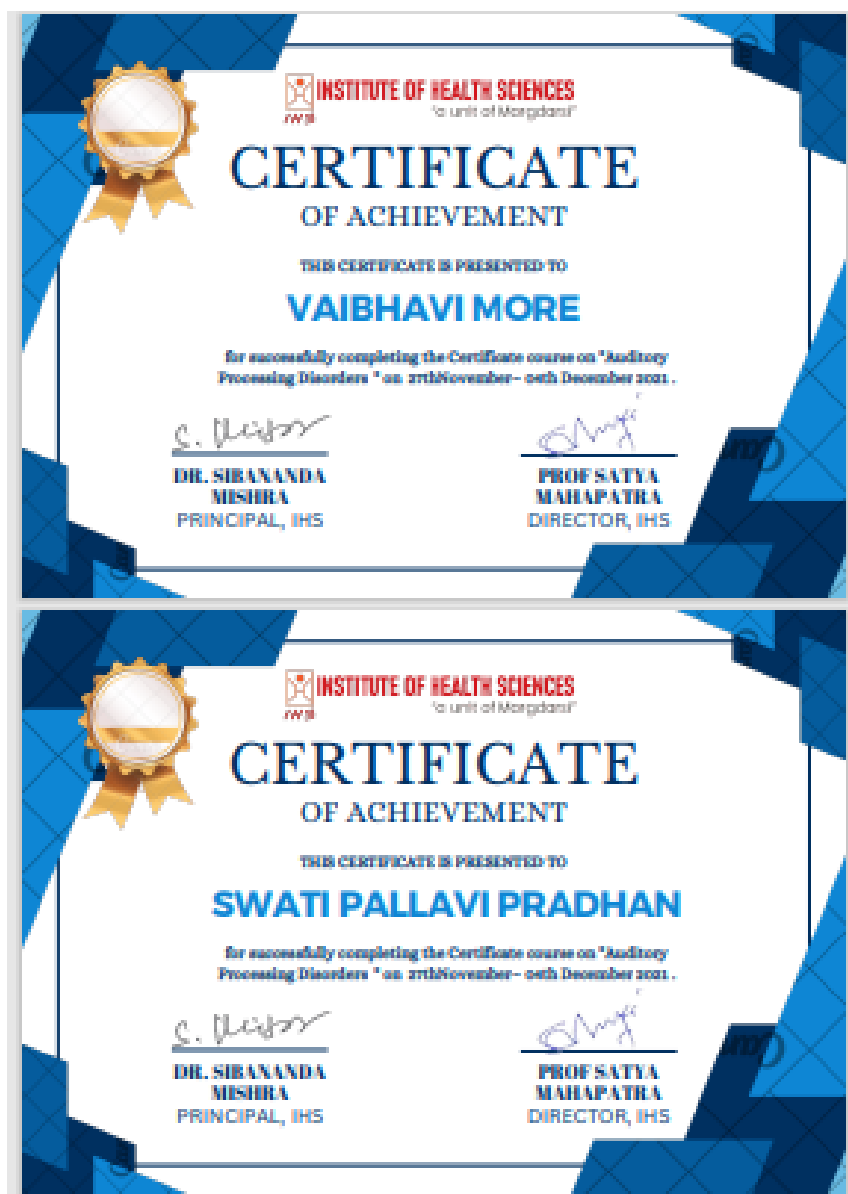 INSTITUTE OF HEALTH SCIENCES
"a unit of Margdarsi"
CERTIFICATE
OF ACHIEVEMENT
THIS CERTIFICATE IS PRESENTED TO
VAIBHAVI MORE
for successfully completing the Certificate course on "Auditory
Processing Disorders " on 27thNovember– 04th December 2021 .
DR. SIBANANDA
MISHRA
PRINCIPAL, IHS
PROF SATYA
MAHAPATRA
DIRECTOR, IHS
INSTITUTE OF HEALTH SCIENCES
"a unit of Margdarsi"
CERTIFICATE
OF ACHIEVEMENT
THIS CERTIFICATE IS PRESENTED TO
SWATI PALLAVI PRADHAN
for successfully completing the Certificate course on "Auditory
Processing Disorders " on 27thNovember– 04th December 2021 .
DR. SIBANANDA
MISHRA
PRINCIPAL, IHS
PROF SATYA
MAHAPATRA
DIRECTOR, IHS